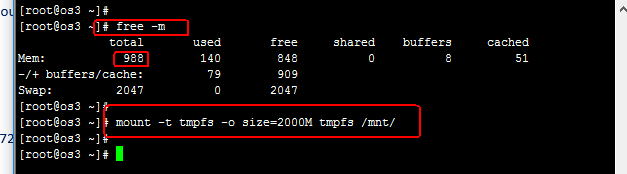 ou
[root@os3 ~]#
[root@os3 ~]# free -m
total used free shared buffers cached
Mem: 988 140 848 0 8 51
-/+ buffers/cache: 79 909
Swap: 2047 0 2047
[root@os3 ~]#
[root@os3 ~]# mount -t tmpfs -o size=2000M tmpfs /mnt/
72 [root@os3 ~]#
[root@os3 ~]#